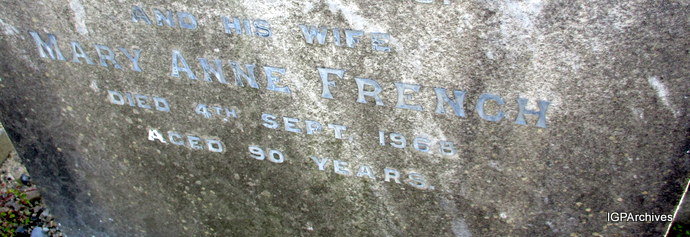 AND HIS WIFE
MARY ANNE FRENCH
DIED 4TH SEPT. 1968
AGED 90 YEARS.
IGPArchives